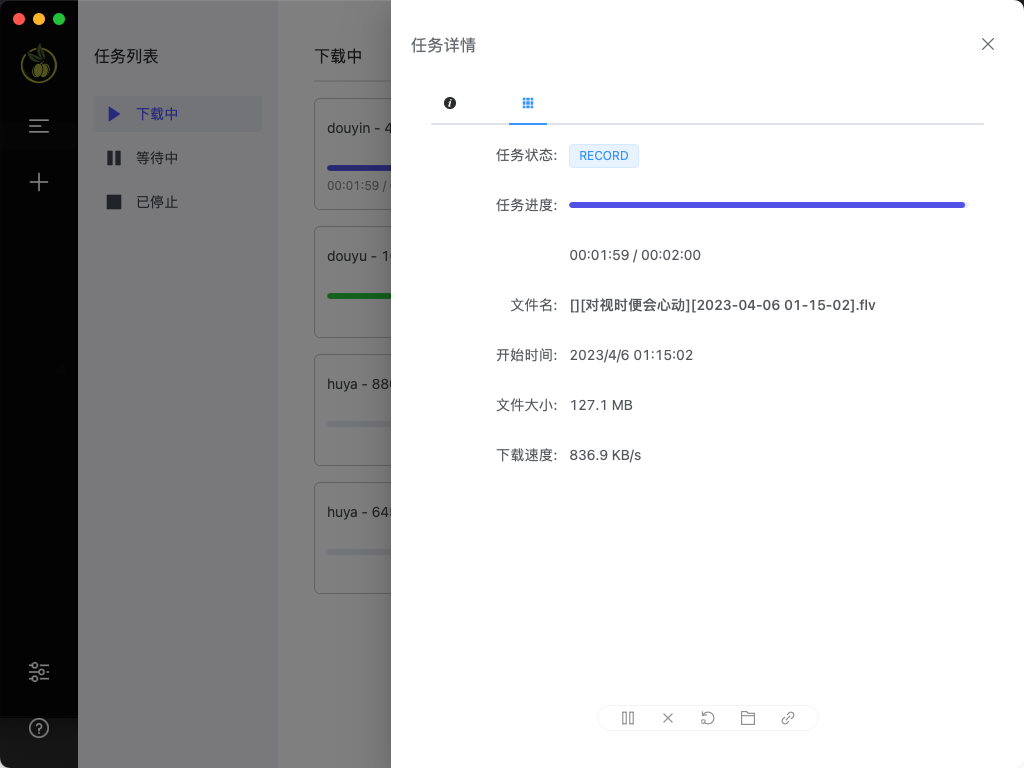 任务列表
下载中
等待中
已停止
下载中
douyin - 4
00:01:59 /
douyu - 1
huya - 88
huya - 64
任务详情
任务状态: RECORD
任务进度:
00:01:59 / 00:02:00
文件名: [][对视时便会心动][2023-04-06 01-15-02].flv
开始时间: 2023/4/6 01:15:02
文件大小: 127.1 MB
下载速度: 836.9 KB/s